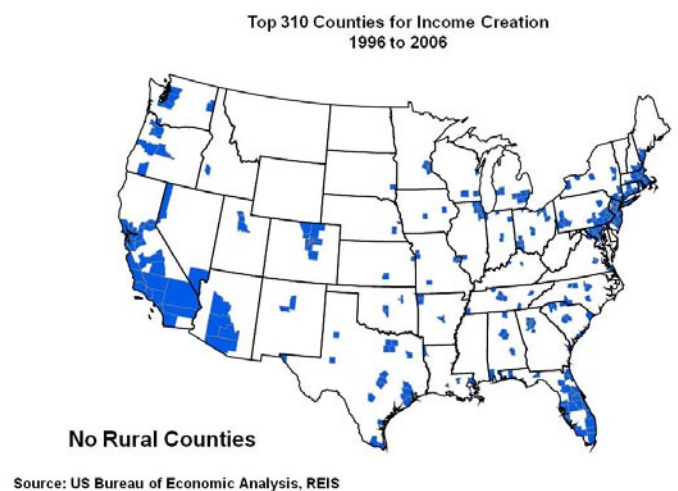 Top 310 Counties for Income Creation
1996 to 2006
No Rural Counties
Source: US Bureau of Economic Analysis, REIS